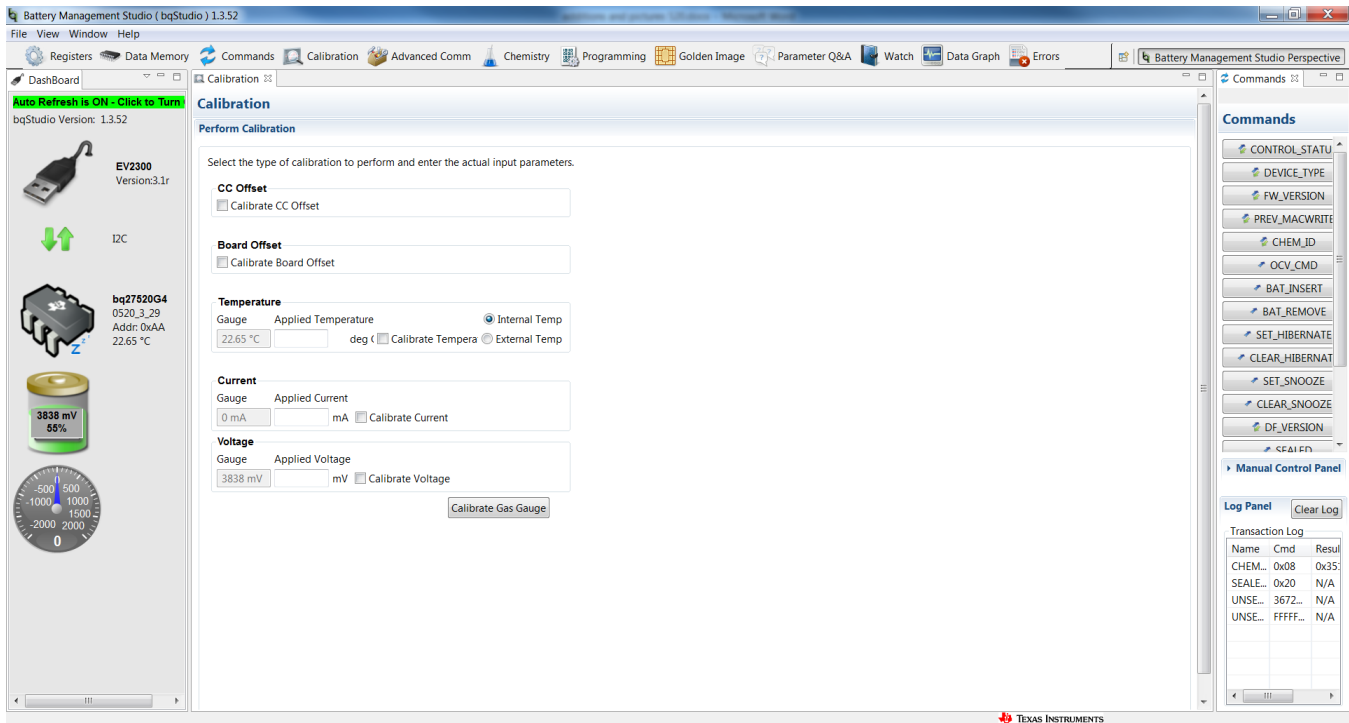 Battery Management Studio ( bqStudio ) 1.3.52
File View Window Help
Registers Data Memory Commands Calibration Advanced Comm Chemistry Programming Golden Image Parameter Q&A Watch Data Graph Errors Battery Management Studio Perspective
DashBoard
Auto Refresh is ON - Click to Turn
bqStudio Version: 1.3.52
EV2300
Version:3.1r
I2C
bq27520G4
0520_3_29
Addr: 0xAA
22.65 °C
z z
3838 mV
55%
-500 500
-1000 1000
1500
-2000 2000
0
Calibration
Calibration
Perform Calibration
Select the type of calibration to perform and enter the actual input parameters.
CC Offset
Calibrate CC Offset
Board Offset
Calibrate Board Offset
Temperature
Gauge Applied Temperature Internal Temp
22.65 °C deg ( Calibrate Tempera External Temp
Current
Gauge Applied Current
0 mA mA Calibrate Current
Voltage
Gauge Applied Voltage
3838 mV mV Calibrate Voltage
Calibrate Gas Gauge
Commands
Commands
CONTROL_STATU
DEVICE_TYPE
FW_VERSION
PREV_MACWRITE
CHEM_ID
OCV_CMD
BAT_INSERT
BAT_REMOVE
SET_HIBERNATE
CLEAR_HIBERNAT
SET_SNOOZE
CLEAR_SNOOZE
DF_VERSION
SEALED
Manual Control Panel
Log Panel Clear Log
Transaction Log
Name Cmd Resul
CHEM... 0x08 0x35:
SEALE... 0x20 N/A
UNSE... 3672... N/A
UNSE... FFFFF... N/A
TEXAS INSTRUMENTS